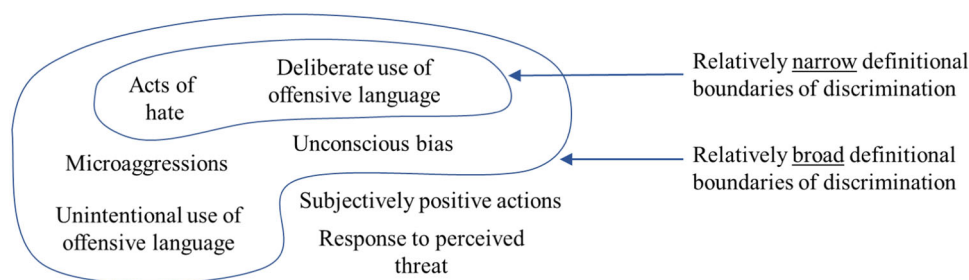 Acts of
hate
Deliberate use of
offensive language
Relatively narrow definitional
boundaries of discrimination
Microaggressions
Unconscious bias
Relatively broad definitional
boundaries of discrimination
Unintentional use of
offensive language
Subjectively positive actions
Response to perceived
threat